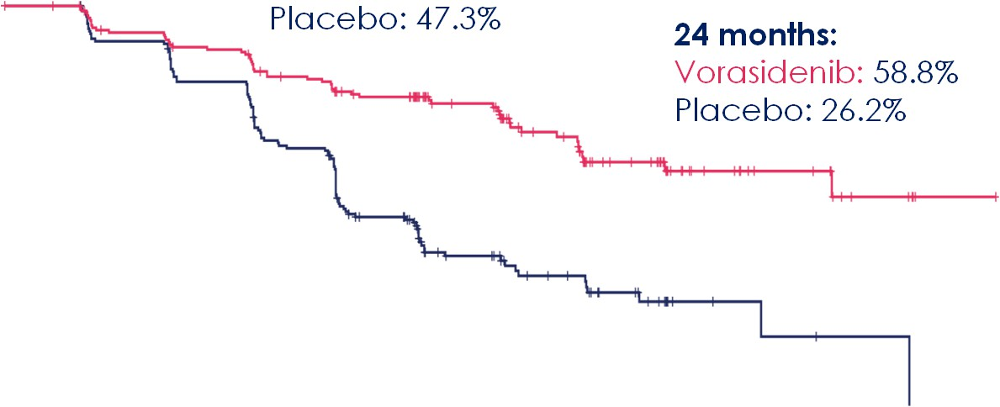 Placebo: 47.3%
24 months:
Vorasidenib: 58.8%
Placebo: 26.2%